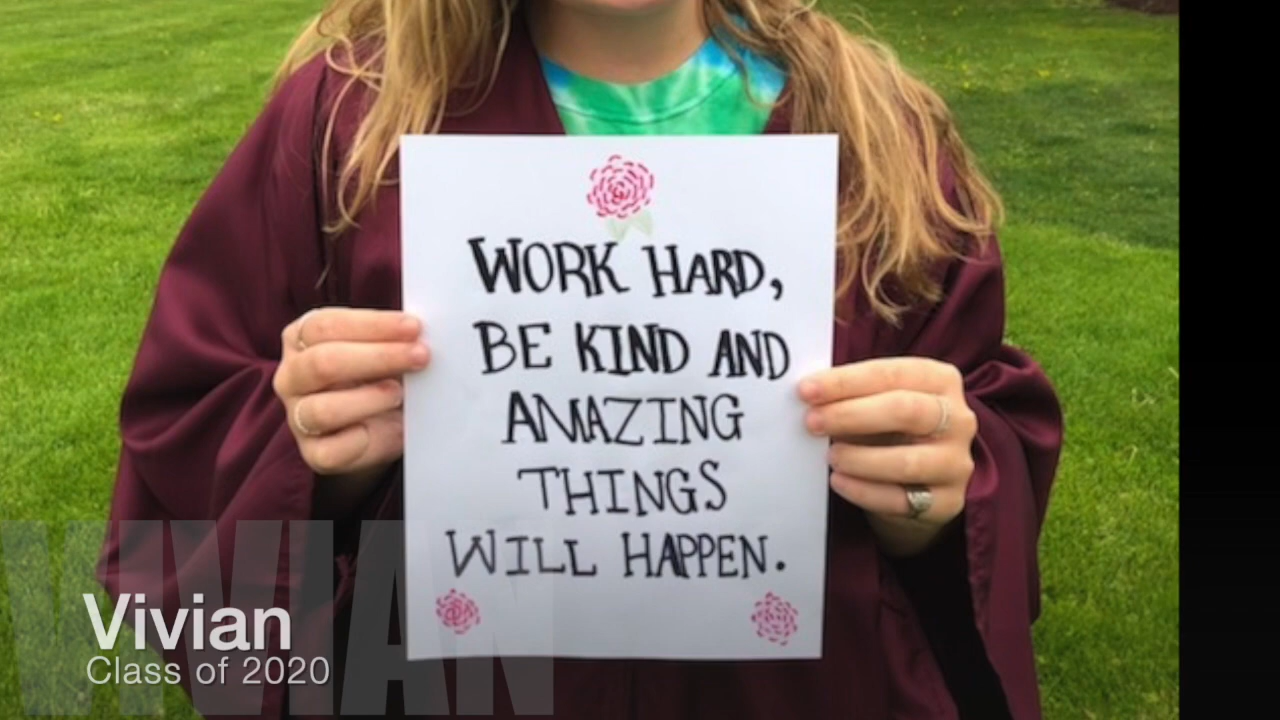 WORK HARD,
BE KIND AND
AMAZING
THINGS
WILL HAPPEN.
VIVIAN
Vivian
Class of 2020